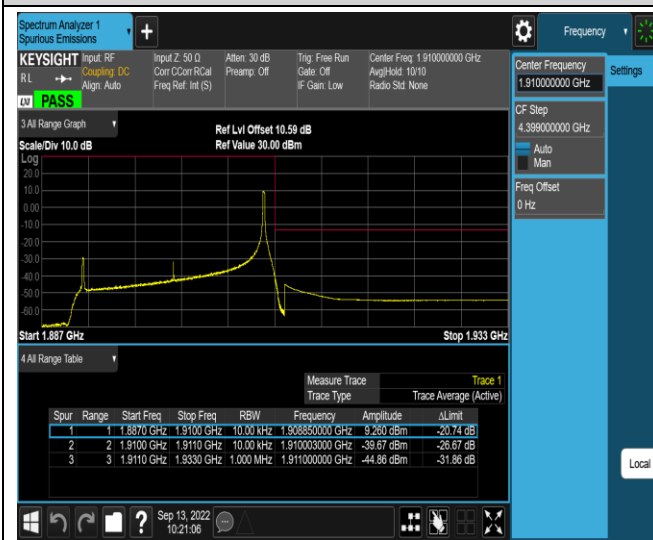 Spectrum Analyzer 1
Spurious Emissions
Frequency
KEYSIGHT Input: RF Input Z: 50 Ω Atten: 30 dB Trig: Free Run Center Freq: 1.910000000 GHz
RL Coupling: DC Corr CCorr RCal Preamp: Off Gate: Off Avg|Hold: 10/10
Align: Auto Freq Ref: Int (S) IF Gain: Low Radio Std: None
LXI PASS
3 All Range Graph
Ref Lvl Offset 10.59 dB
Scale/Div 10.0 dB Ref Value 30.00 dBm
Log
20.0
10.0
0.00
-10.0
-20.0
-30.0
-40.0
-50.0
-60.0
Start 1.887 GHz Stop 1.933 GHz
4 All Range Table
Measure Trace Trace 1
Trace Type Trace Average (Active)
Spur Range Start Freq Stop Freq RBW Frequency Amplitude ΔLimit
1 1 1.8870 GHz 1.9100 GHz 10.00 kHz 1.908850000 GHz 9.260 dBm -20.74 dB
2 2 1.9100 GHz 1.9110 GHz 10.00 kHz 1.910003000 GHz -39.67 dBm -26.67 dB
3 3 1.9110 GHz 1.9330 GHz 1.000 MHz 1.911000000 GHz -44.86 dBm -31.86 dB
Center Frequency
1.910000000 GHz
Settings
CF Step
4.399000000 GHz
Auto
Man
Freq Offset
0 Hz
Local
Sep 13, 2022
10:21:06